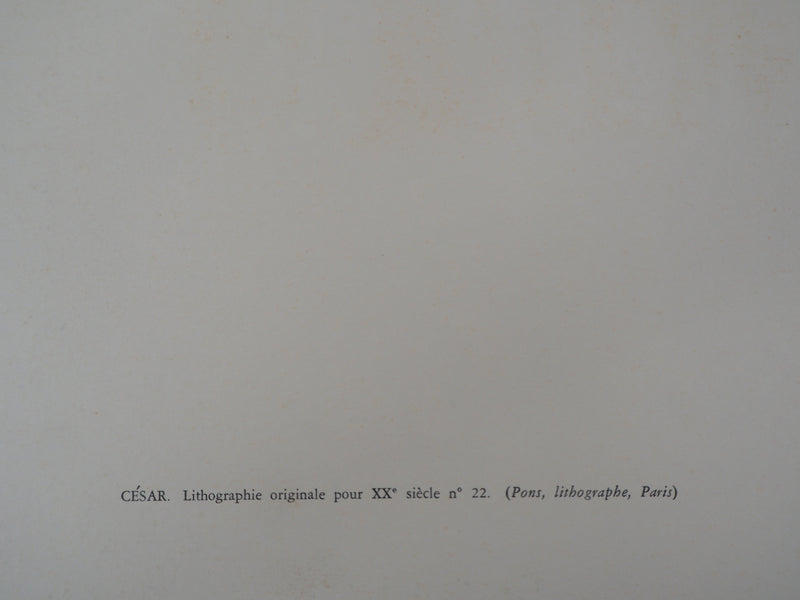 CÉSAR. Lithographie originale pour XXᵉ siècle n° 22. (Pons, lithographe, Paris)